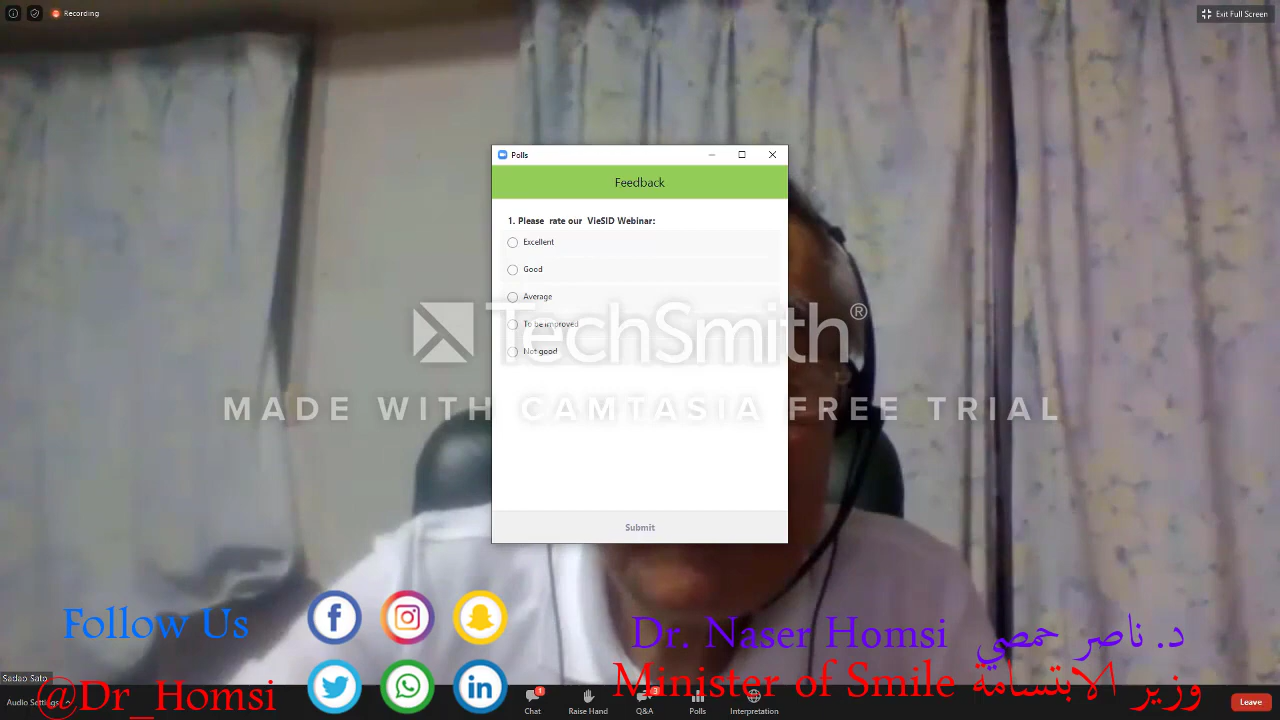 Recording
Exit Full Screen
Polls
Feedback
1. Please rate our VieSID Webinar:
Excellent
Good
Average
To be improved
Not good
TechSmith®
MADE WITH CAMTASIA FREE TRIAL
Submit
Follow Us
Dr. Naser Homsi د. ناصر حمصي
Sadao Sato
Minister of Smile وزير الابتسامة
@Dr_Homsi
Audio Settings
Chat
1
Raise Hand
Q&A
3
Polls
Interpretation
Leave